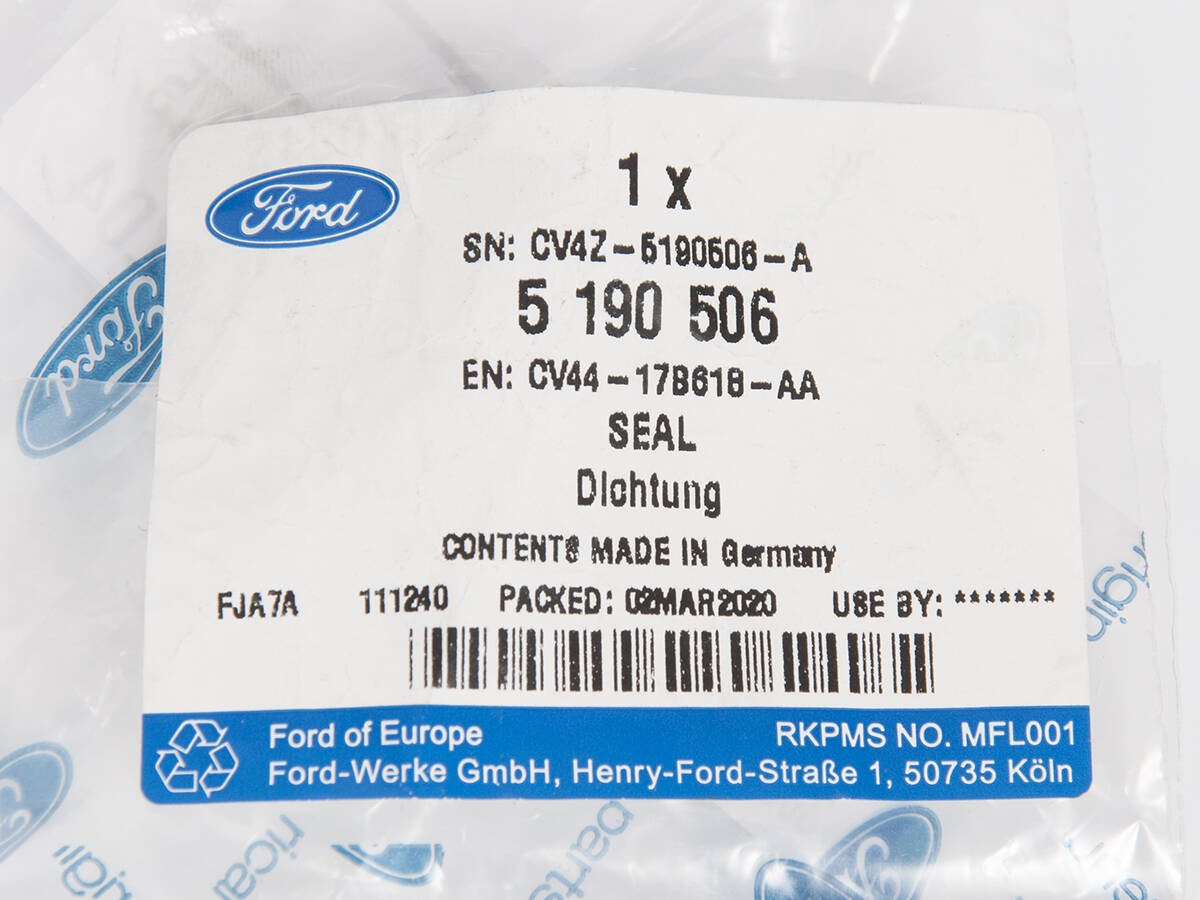 Ford
1 x
SN: CV4Z-5190506-A
5 190 506
EN: CV44-17B618-AA
SEAL
Dichtung
CONTENTS MADE IN Germany
FJA7A 111240 PACKED: 02MAR2020 USE BY: *******
Ford of Europe RKPMS NO. MFL001
Ford-Werke GmbH, Henry-Ford-Straße 1, 50735 Köln
Ford
parts